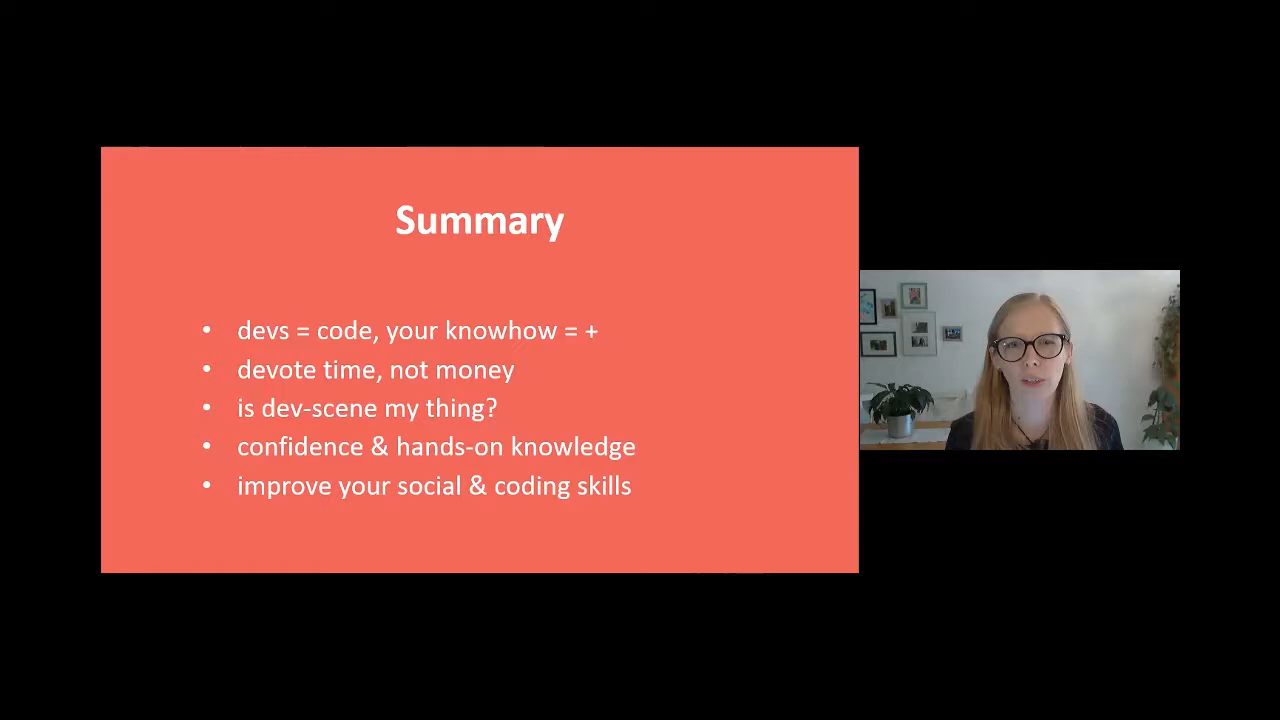 Summary
• devs = code, your knowhow = +
• devote time, not money
• is dev-scene my thing?
• confidence & hands-on knowledge
• improve your social & coding skills